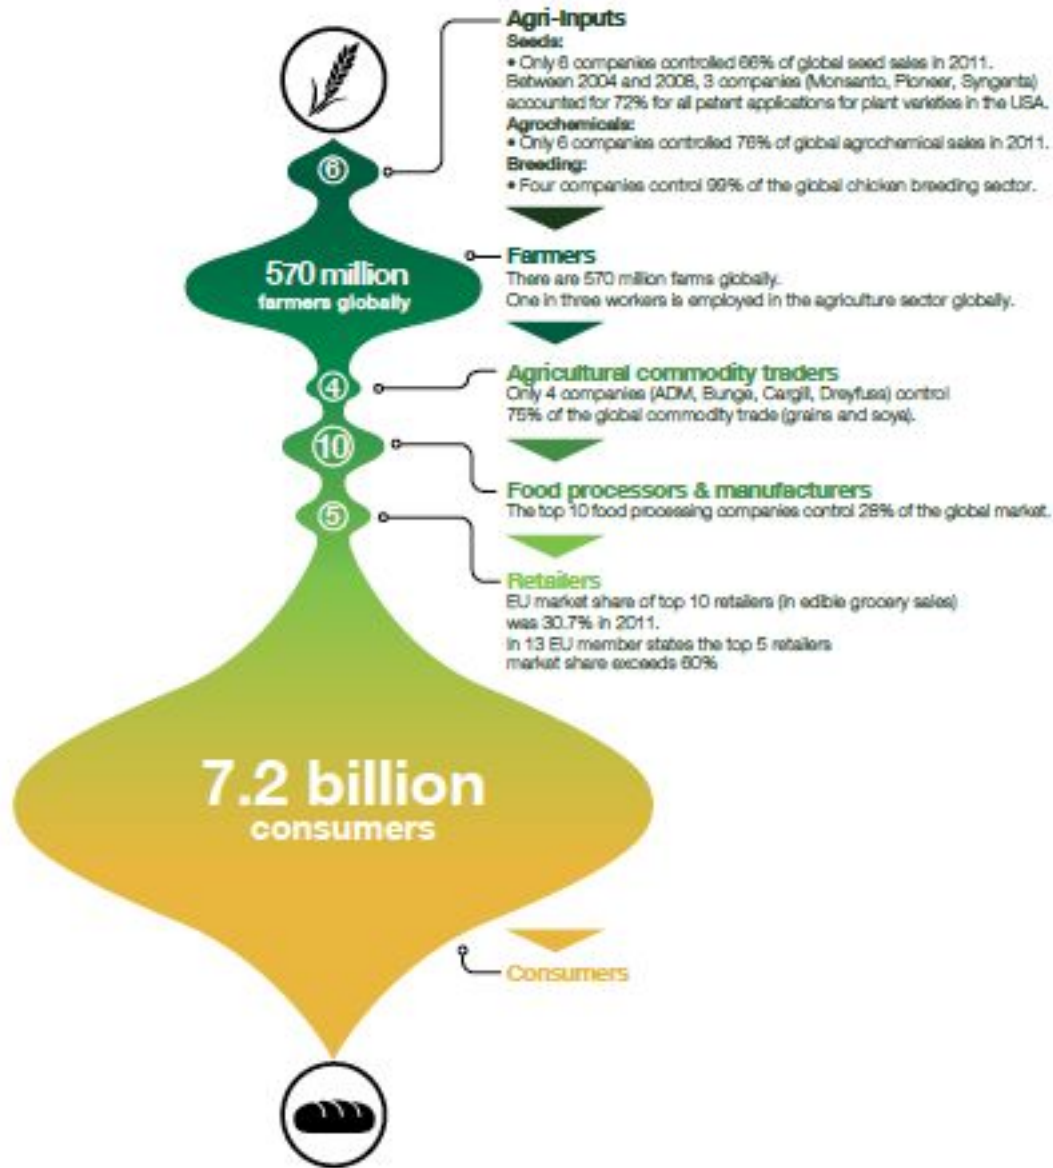 Agri-Inputs
Seeds:
• Only 6 companies controlled 66% of global seed sales in 2011.
Between 2004 and 2008, 3 companies (Monsanto, Pioneer, Syngenta)
accounted for 72% for all patent applications for plant varieties in the USA.
Agrochemicals:
• Only 6 companies controlled 76% of global agrochemical sales in 2011.
Breeding:
• Four companies control 99% of the global chicken breeding sector.
6
Farmers
There are 570 million farms globally.
One in three workers is employed in the agriculture sector globally.
570 million
farmers globally
Agricultural commodity traders
Only 4 companies (ADM, Bunge, Cargill, Dreyfuss) control
75% of the global commodity trade (grains and soya).
4
10
Food processors & manufacturers
The top 10 food processing companies control 28% of the global market.
5
Retailers
EU market share of top 10 retailers (in edible grocery sales)
was 30.7% in 2011.
In 13 EU member states the top 5 retailers
market share exceeds 60%
7.2 billion
consumers
Consumers